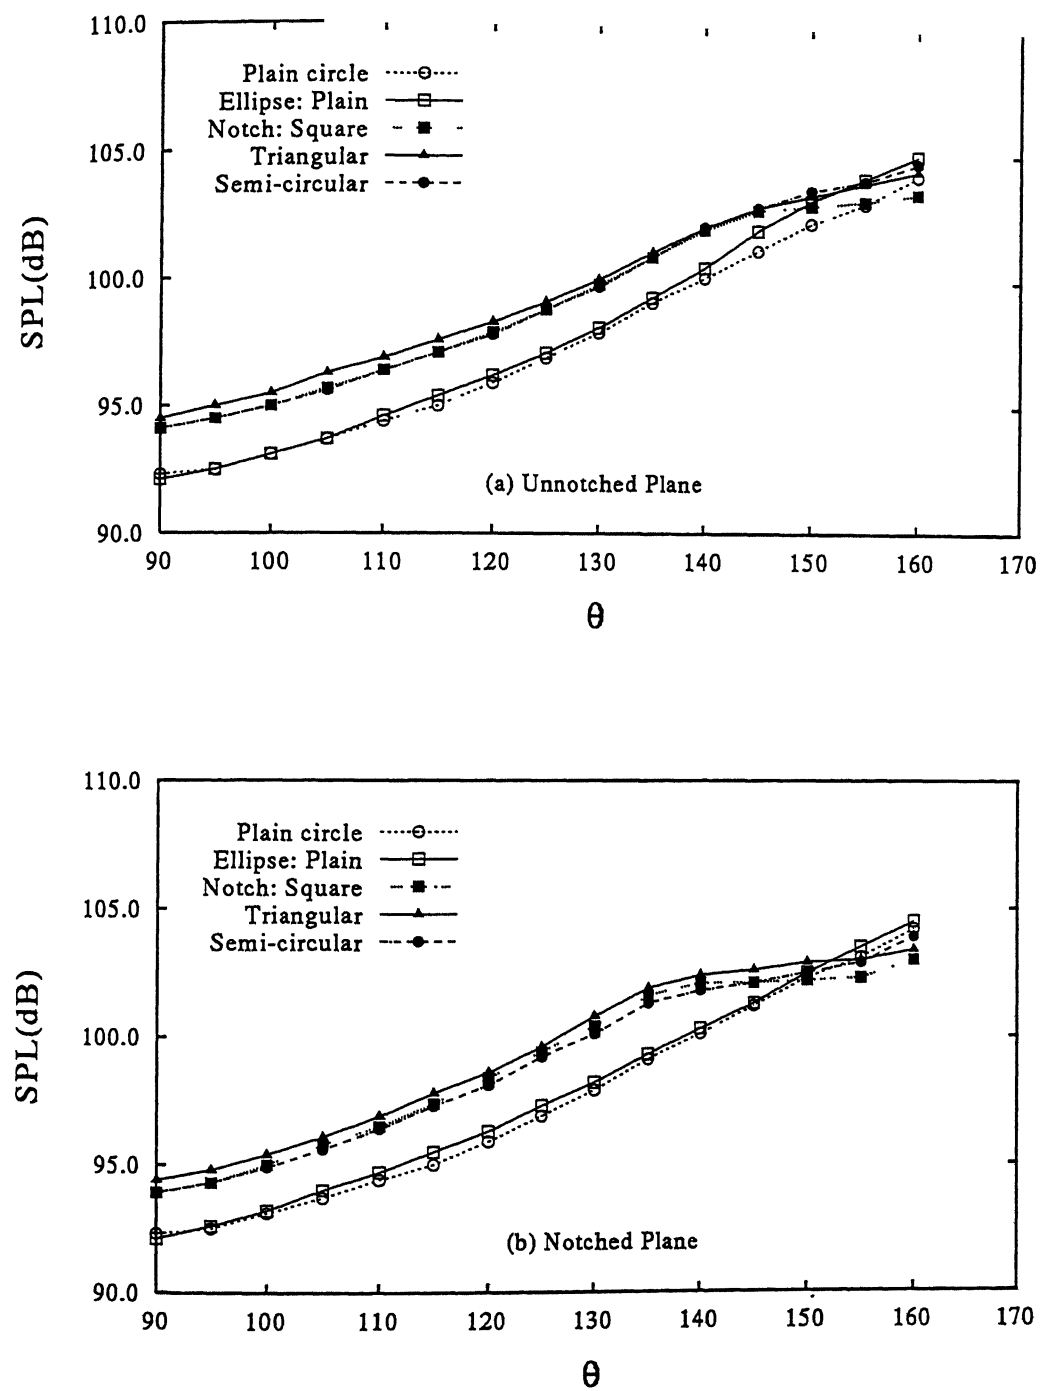 110.0
105.0
100.0
95.0
90.0
SPL(dB)
Plain circle
Ellipse: Plain
Notch: Square
Triangular
Semi-circular
(a) Unnotched Plane
90 100 110 120 130 140 150 160 170
θ
110.0
105.0
100.0
95.0
90.0
SPL(dB)
Plain circle
Ellipse: Plain
Notch: Square
Triangular
Semi-circular
(b) Notched Plane
90 100 110 120 130 140 150 160 170
θ